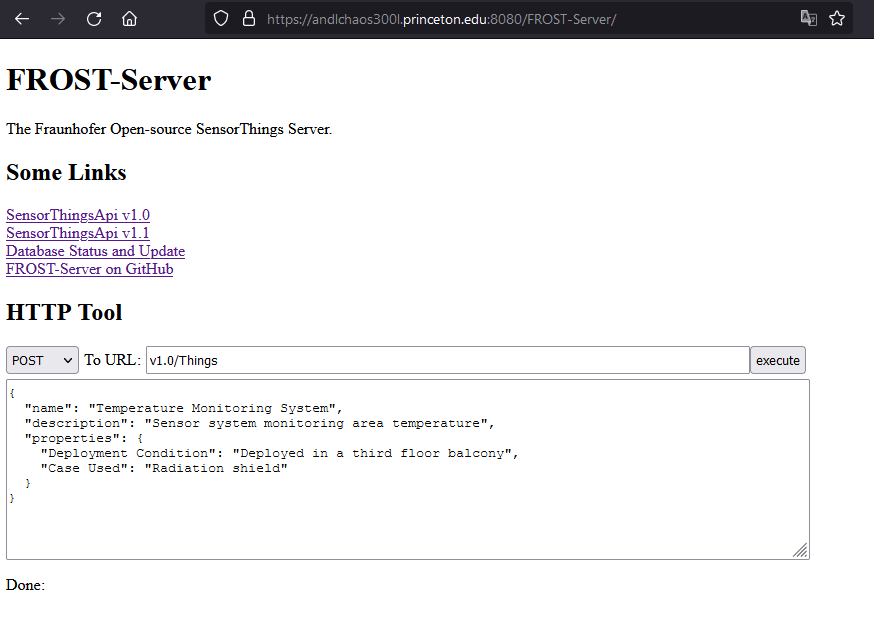 https://andlchaos300l.princeton.edu:8080/FROST-Server/
FROST-Server
The Fraunhofer Open-source SensorThings Server.
Some Links
SensorThingsApi v1.0
SensorThingsApi v1.1
Database Status and Update
FROST-Server on GitHub
HTTP Tool
POST To URL: v1.0/Things execute
{
  "name": "Temperature Monitoring System",
  "description": "Sensor system monitoring area temperature",
  "properties": {
    "Deployment Condition": "Deployed in a third floor balcony",
    "Case Used": "Radiation shield"
  }
}
Done: